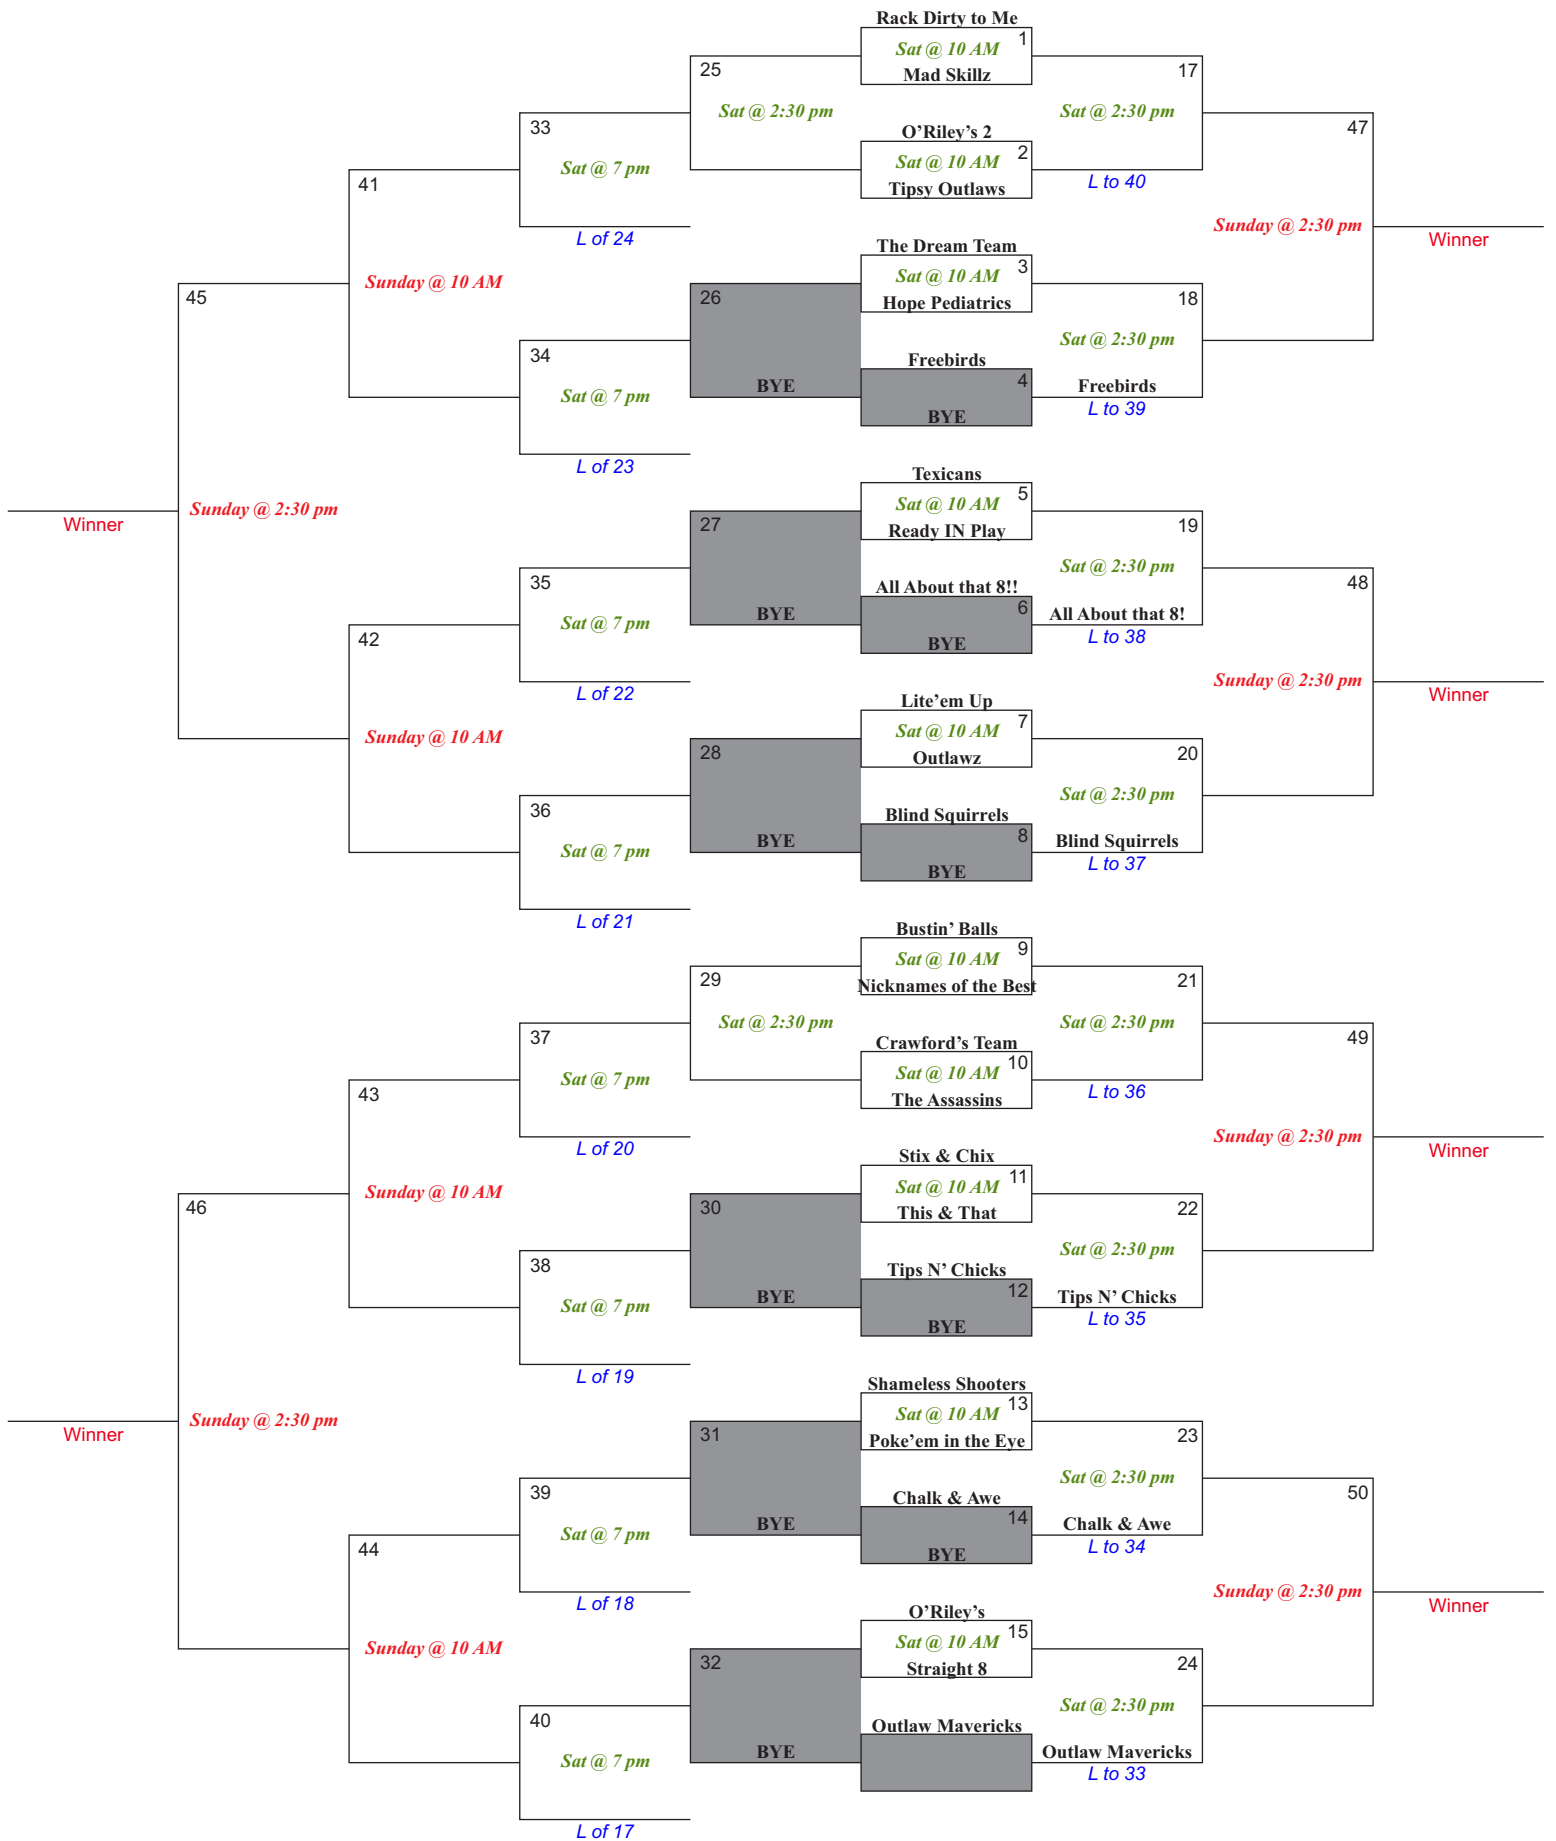 Rack Dirty to Me
1
Sat @ 10 AM
Mad Skillz
25
17
Sat @ 2:30 pm
Sat @ 2:30 pm
33
47
O’Riley’s 2
2
Sat @ 10 AM
Tipsy Outlaws
Sat @ 7 pm
L to 40
41
L of 24
Sunday @ 2:30 pm
Winner
The Dream Team
3
Sat @ 10 AM
Hope Pediatrics
Sunday @ 10 AM
45
26
18
Sat @ 2:30 pm
34
Freebirds
4
BYE
Freebirds
Sat @ 7 pm
L to 39
BYE
L of 23
Texicans
5
Sat @ 10 AM
Ready IN Play
Sunday @ 2:30 pm
Winner
27
19
Sat @ 2:30 pm
35
48
All About that 8!!
6
BYE
All About that 8!
Sat @ 7 pm
L to 38
BYE
42
L of 22
Sunday @ 2:30 pm
Winner
Lite’em Up
7
Sat @ 10 AM
Outlawz
Sunday @ 10 AM
28
20
Sat @ 2:30 pm
36
Blind Squirrels
8
BYE
Blind Squirrels
Sat @ 7 pm
L to 37
BYE
L of 21
Bustin’ Balls
9
Sat @ 10 AM
Nicknames of the Best
29
21
Sat @ 2:30 pm
Sat @ 2:30 pm
37
49
Crawford’s Team
10
Sat @ 10 AM
The Assassins
Sat @ 7 pm
L to 36
43
L of 20
Sunday @ 2:30 pm
Winner
Stix & Chix
11
Sat @ 10 AM
This & That
Sunday @ 10 AM
46
30
22
Sat @ 2:30 pm
38
Tips N’ Chicks
12
BYE
Tips N’ Chicks
Sat @ 7 pm
L to 35
BYE
L of 19
Shameless Shooters
13
Sat @ 10 AM
Poke’em in the Eye
Sunday @ 2:30 pm
Winner
31
23
Sat @ 2:30 pm
39
50
Chalk & Awe
14
BYE
Chalk & Awe
Sat @ 7 pm
L to 34
BYE
44
L of 18
Sunday @ 2:30 pm
Winner
O’Riley’s
15
Sat @ 10 AM
Straight 8
Sunday @ 10 AM
32
24
Sat @ 2:30 pm
40
Outlaw Mavericks
BYE
Outlaw Mavericks
Sat @ 7 pm
L to 33
L of 17